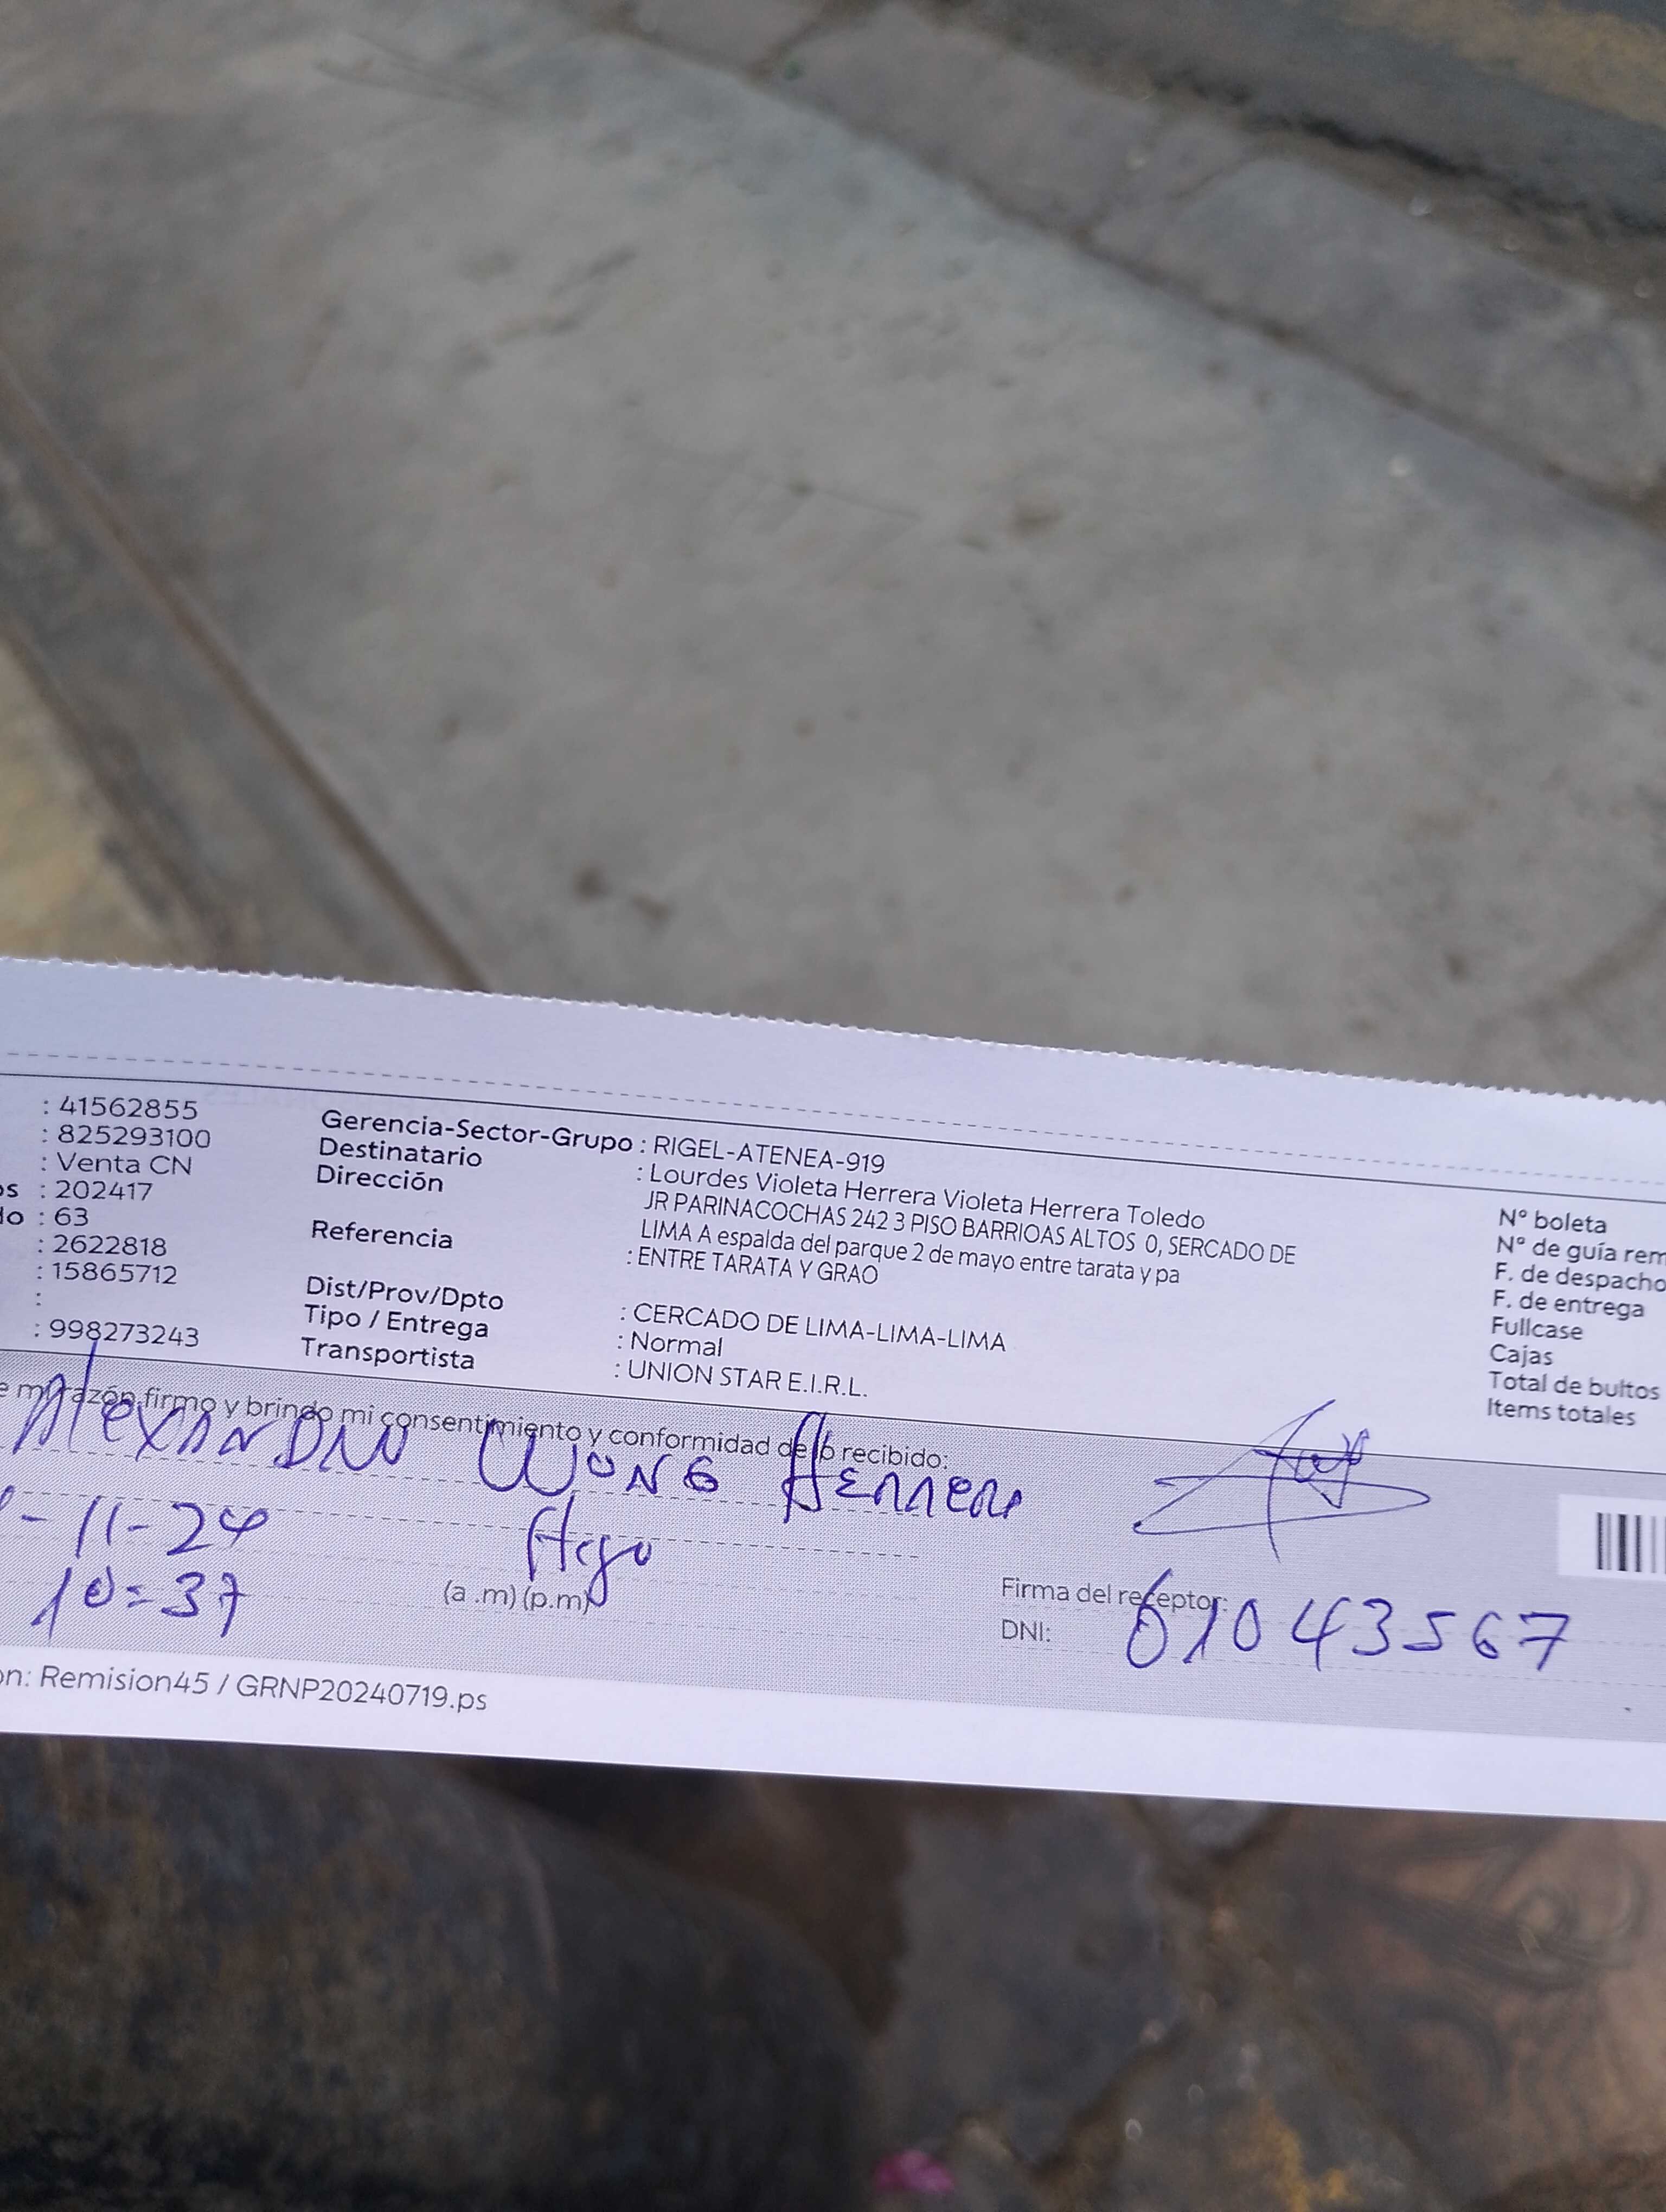 : 41562855
: 825293100
: Venta CN
os : 202417
do : 63
: 2622818
: 15865712
:
: 998273243
Gerencia-Sector-Grupo : RIGEL-ATENEA-919
Destinatario : Lourdes Violeta Herrera Violeta Herrera Toledo
Dirección JR PARINACOCHAS 242 3 PISO BARRIOAS ALTOS 0, SERCADO DE
LIMA A espalda del parque 2 de mayo entre tarata y pa
Referencia : ENTRE TARATA Y GRAO
Dist/Prov/Dpto : CERCADO DE LIMA-LIMA-LIMA
Tipo / Entrega : Normal
Transportista : UNION STAR E.I.R.L.
Nº boleta
Nº de guía rem
F. de despacho
F. de entrega
Fullcase
Cajas
Total de bultos
Items totales
e mi razón, firmo y brindo mi consentimiento y conformidad de lo recibido:
Alexandro Wong Herrera
-11-24 Hijo
10:37 (a .m) (p.m)
Firma del receptor:
DNI: 61043567
on: Remision45 / GRNP20240719.ps